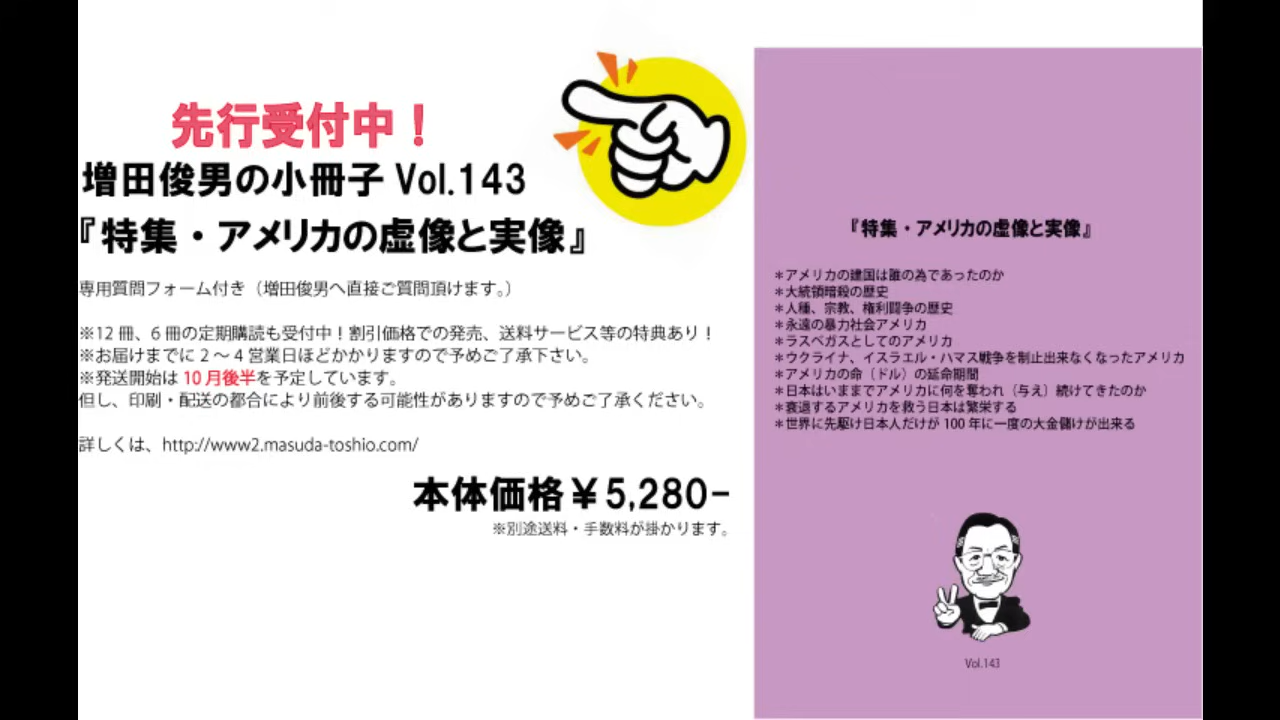 先行受付中！
増田俊男の小冊子 Vol.143
『特集・アメリカの虚像と実像』
専用質問フォーム付き（増田俊男へ直接ご質問頂けます。）
※12 冊、6 冊の定期購読も受付中！割引価格での発売、送料サービス等の特典あり！
※お届けまでに 2 〜 4 営業日ほどかかりますので予めご了承下さい。
※発送開始は 10 月後半を予定しています。
但し、印刷・配送の都合により前後する可能性がありますので予めご了承ください。
詳しくは、http://www2.masuda-toshio.com/
本体価格￥5,280−
※別途送料・手数料が掛かります。
『特集・アメリカの虚像と実像』
＊アメリカの建国は誰の為であったのか
＊大統領暗殺の歴史
＊人種、宗教、権利闘争の歴史
＊永遠の暴力社会アメリカ
＊ラスベガスとしてのアメリカ
＊ウクライナ、イスラエル・ハマス戦争を制止出来なくなったアメリカ
＊アメリカの命（ドル）の延命期間
＊日本はいままでアメリカに何を奪われ（与え）続けてきたのか
＊衰退するアメリカを救う日本は繁栄する
＊世界に先駆け日本人だけが 100 年に一度の大金儲けが出来る
Vol.143